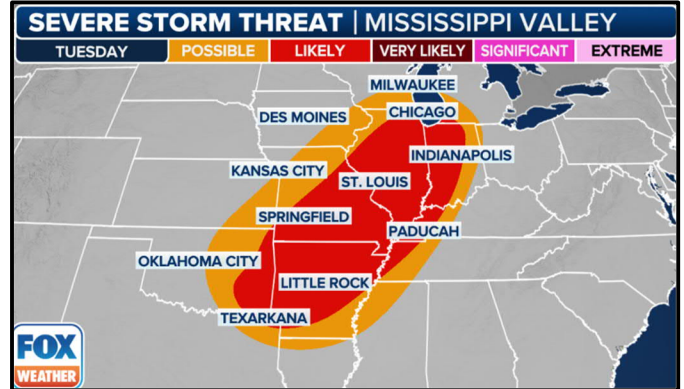 SEVERE STORM THREAT | MISSISSIPPI VALLEY
TUESDAY POSSIBLE LIKELY VERY LIKELY SIGNIFICANT EXTREME
MILWAUKEE
CHICAGO
DES MOINES
INDIANAPOLIS
KANSAS CITY
ST. LOUIS
SPRINGFIELD
PADUCAH
OKLAHOMA CITY
LITTLE ROCK
TEXARKANA
FOX
WEATHER